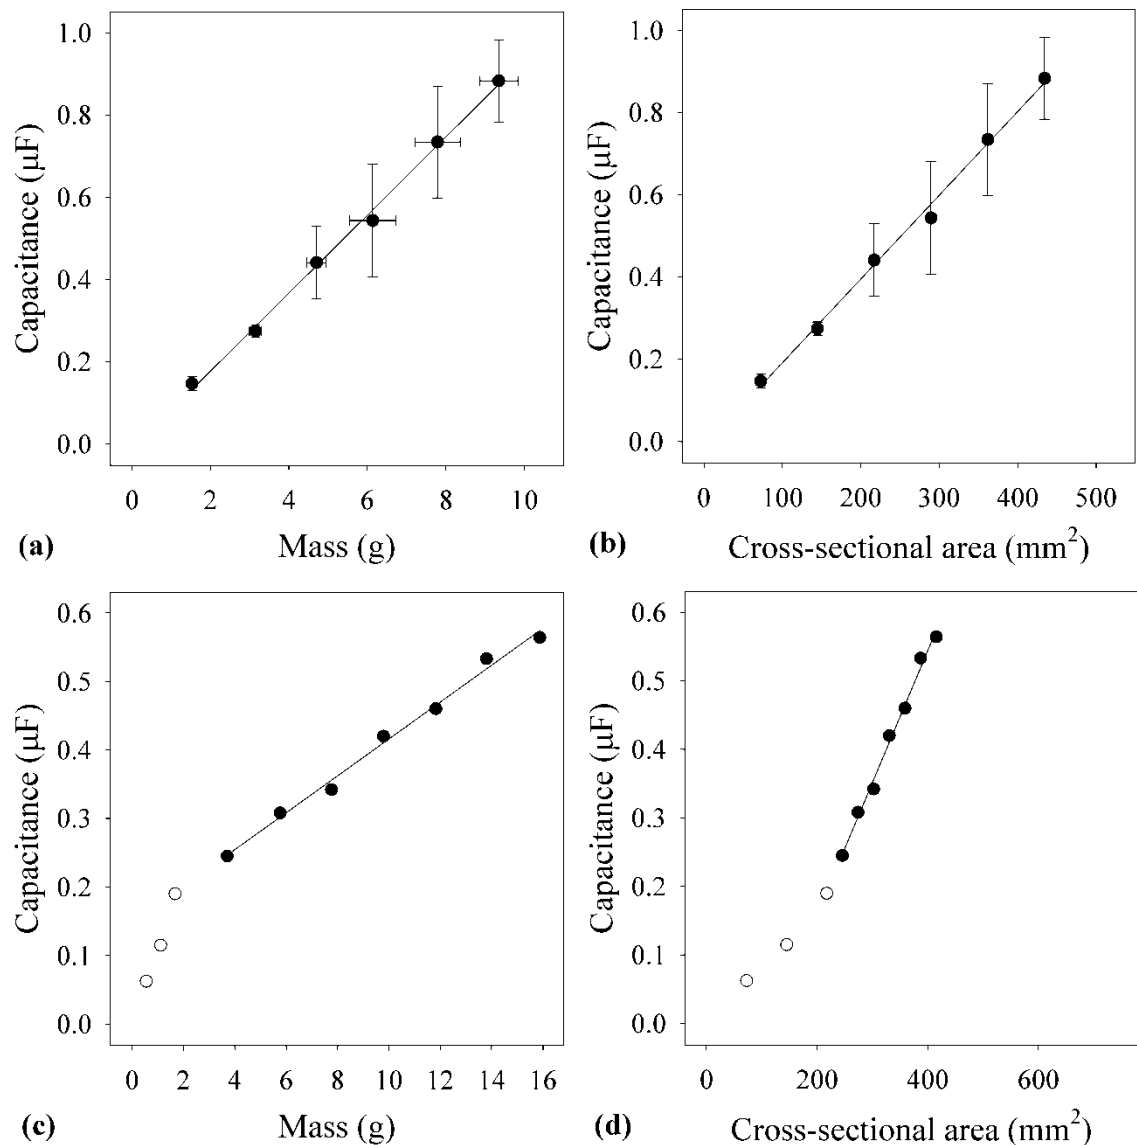 1.0
0.8
0.6
0.4
0.2
0.0
Capacitance (μF)
0 2 4 6 8 10
(a) Mass (g)
1.0
0.8
0.6
0.4
0.2
0.0
Capacitance (μF)
0 100 200 300 400 500
(b) Cross-sectional area (mm²)
0.6
0.5
0.4
0.3
0.2
0.1
0.0
Capacitance (μF)
0 2 4 6 8 10 12 14 16
(c) Mass (g)
0.6
0.5
0.4
0.3
0.2
0.1
0.0
Capacitance (μF)
0 200 400 600
(d) Cross-sectional area (mm²)